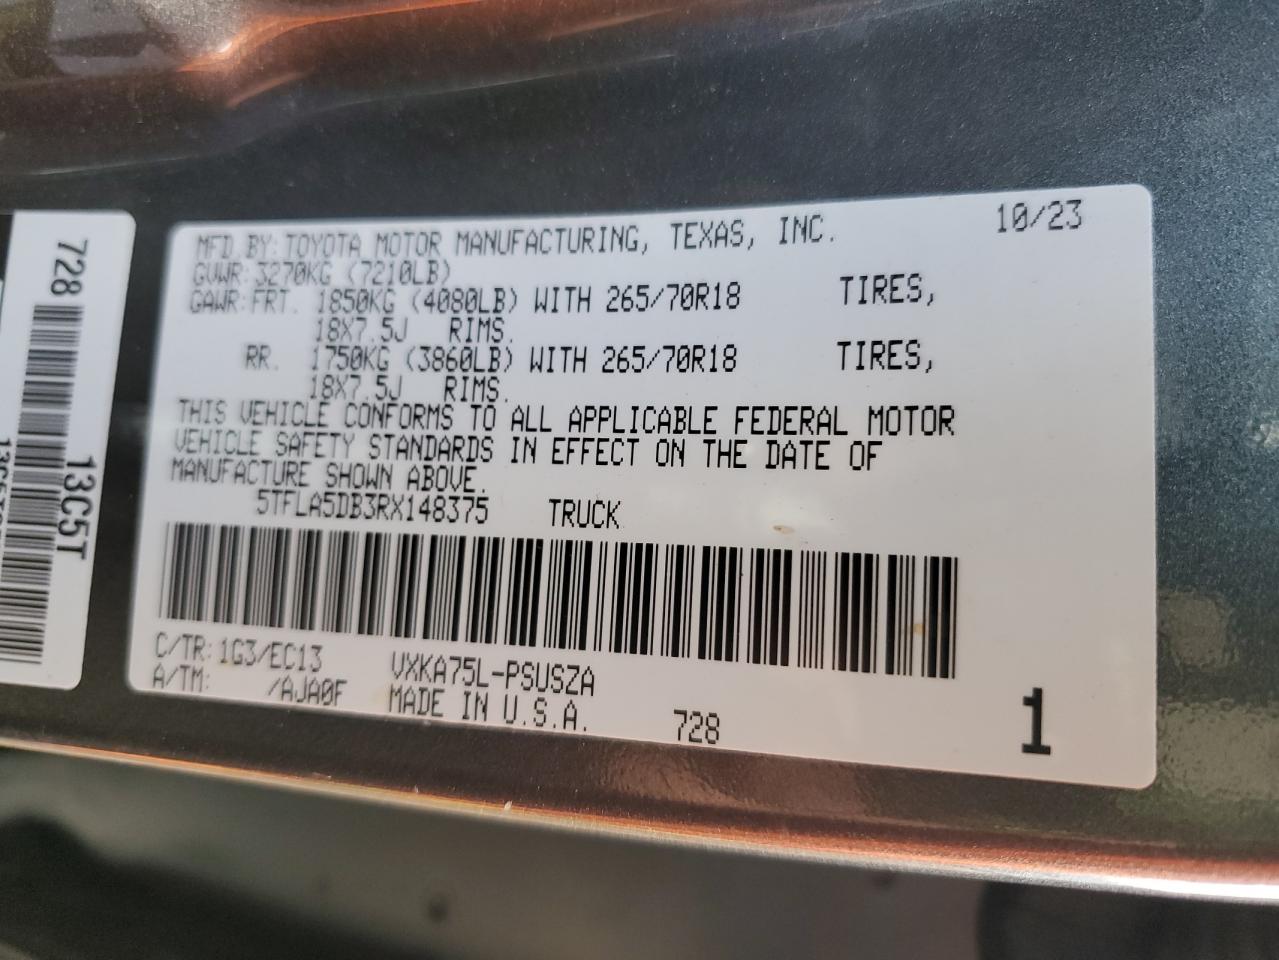 728
13C5T
MFD.BY:TOYOTA MOTOR MANUFACTURING, TEXAS, INC. 10/23
GVWR:3270KG (7210LB)
GAWR:FRT. 1850KG (4080LB) WITH 265/70R18 TIRES,
18X7.5J RIMS.
RR. 1750KG (3860LB) WITH 265/70R18 TIRES,
18X7.5J RIMS.
THIS VEHICLE CONFORMS TO ALL APPLICABLE FEDERAL MOTOR
VEHICLE SAFETY STANDARDS IN EFFECT ON THE DATE OF
MANUFACTURE SHOWN ABOVE.
5TFLA5DB3RX148375 TRUCK
C/TR:1G3/EC13 VXKA75L-PSUSZA
A/TM: /AJA0F MADE IN U.S.A. 728
1